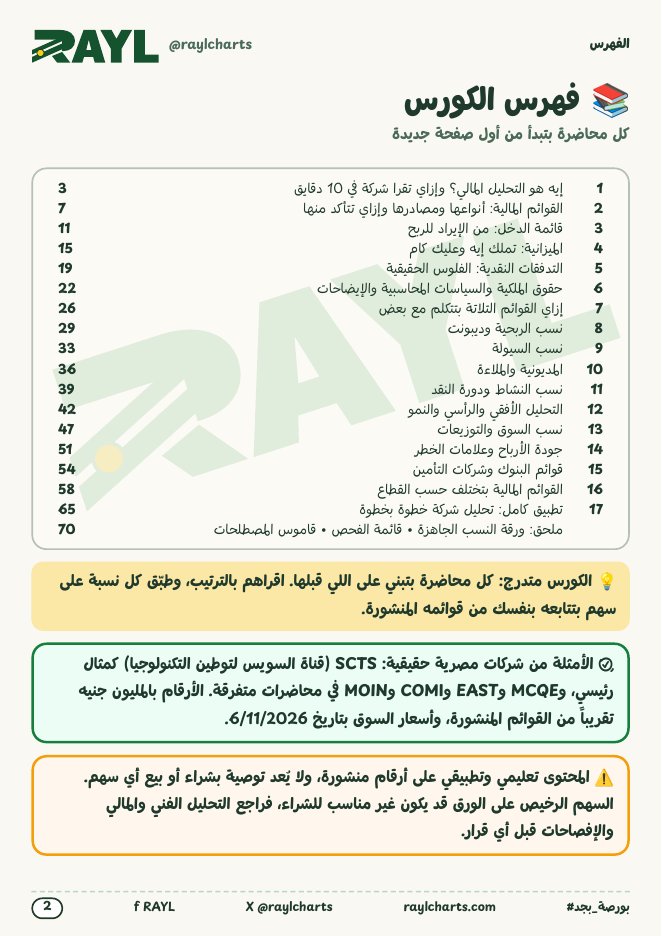 RAYL @raylcharts الفهرس
📚 فهرس الكورس
كل محاضرة بتبدأ من أول صفحة جديدة
1 إيه هو التحليل المالي؟ وإزاي تقرا شركة في 10 دقايق 3
2 القوائم المالية: أنواعها ومصادرها وإزاي تتأكد منها 7
3 قائمة الدخل: من الإيراد للربح 11
4 الميزانية: تملك إيه وعليك كام 15
5 التدفقات النقدية: الفلوس الحقيقية 19
6 حقوق الملكية والسياسات المحاسبية والإيضاحات 22
7 إزاي القوائم التلاتة بتتكلم مع بعض 26
8 نسب الربحية وديبونت 29
9 نسب السيولة 33
10 المديونية والملاءة 36
11 نسب النشاط ودورة النقد 39
12 التحليل الأفقي والرأسي والنمو 42
13 نسب السوق والتوزيعات 47
14 جودة الأرباح وعلامات الخطر 51
15 قوائم البنوك وشركات التأمين 54
16 القوائم المالية بتختلف حسب القطاع 58
17 تطبيق كامل: تحليل شركة خطوة بخطوة 65
ملحق: ورقة النسب الجاهزة • قائمة الفحص • قاموس المصطلحات 70
RAYL
💡 الكورس متدرج: كل محاضرة بتبني على اللي قبلها. اقراهم بالترتيب، وطبّق كل نسبة على
سهم بتتابعه بنفسك من قوائمه المنشورة.
الأمثلة من شركات مصرية حقيقية: SCTS (قناة السويس لتوطين التكنولوجيا) كمثال
رئيسي، وMCQE وEAST وCOMI وMOIN في محاضرات متفرقة. الأرقام بالمليون جنيه
تقريباً من القوائم المنشورة، وأسعار السوق بتاريخ 6/11/2026.
⚠️ المحتوى تعليمي وتطبيقي على أرقام منشورة، ولا يُعد توصية بشراء أو بيع أي سهم.
السهم الرخيص على الورق قد يكون غير مناسب للشراء، فراجع التحليل الفني والمالي
والإفصاحات قبل أي قرار.
#بورصة_بجد raylcharts.com X @raylcharts f RAYL 2